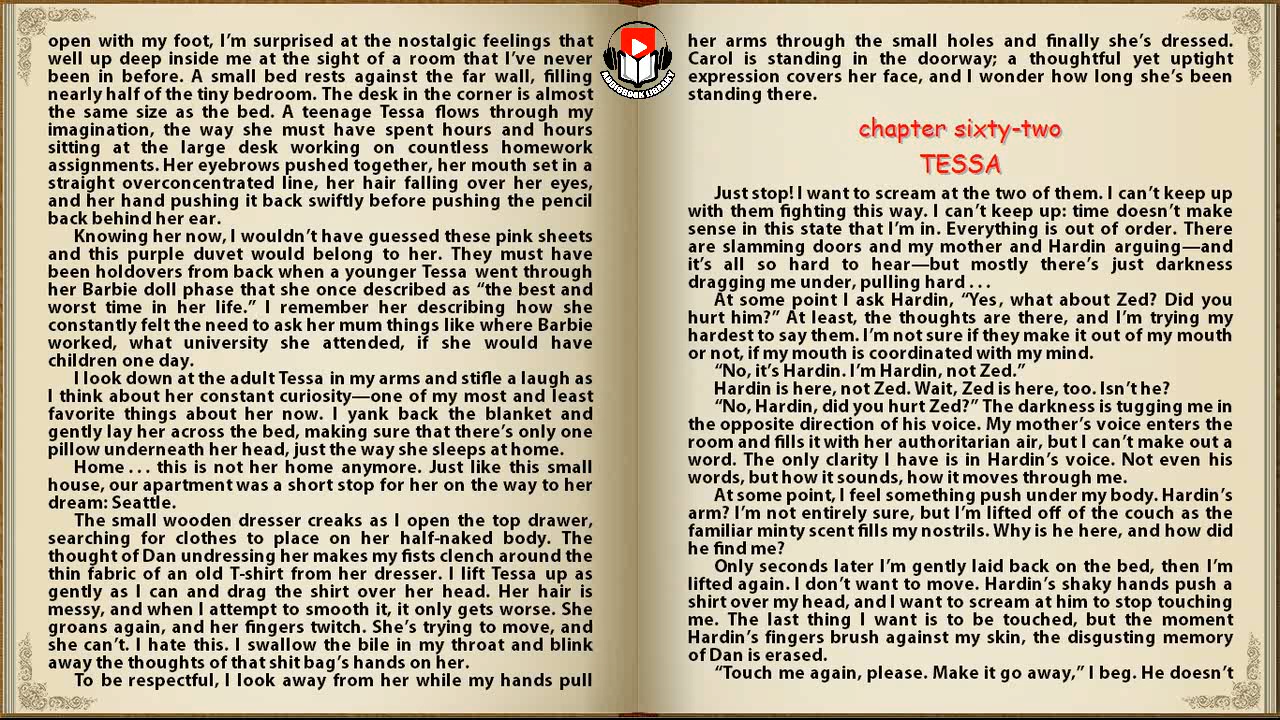 open with my foot, I'm surprised at the nostalgic feelings that
well up deep inside me at the sight of a room that I've never
been in before. A small bed rests against the far wall, filling
nearly half of the tiny bedroom. The desk in the corner is almost
the same size as the bed. A teenage Tessa flows through my
imagination, the way she must have spent hours and hours
sitting at the large desk working on countless homework
assignments. Her eyebrows pushed together, her mouth set in a
straight overconcentrated line, her hair falling over her eyes,
and her hand pushing it back swiftly before pushing the pencil
back behind her ear.
Knowing her now, I wouldn't have guessed these pink sheets
and this purple duvet would belong to her. They must have
been holdovers from back when a younger Tessa went through
her Barbie doll phase that she once described as “the best and
worst time in her life.” I remember her describing how she
constantly felt the need to ask her mum things like where Barbie
worked, what university she attended, if she would have
children one day.
I look down at the adult Tessa in my arms and stifle a laugh as
I think about her constant curiosity—one of my most and least
favorite things about her now. I yank back the blanket and
gently lay her across the bed, making sure that there's only one
pillow underneath her head, just the way she sleeps at home.
Home . . . this is not her home anymore. Just like this small
house, our apartment was a short stop for her on the way to her
dream: Seattle.
The small wooden dresser creaks as I open the top drawer,
searching for clothes to place on her half-naked body. The
thought of Dan undressing her makes my fists clench around the
thin fabric of an old T-shirt from her dresser. I lift Tessa up as
gently as I can and drag the shirt over her head. Her hair is
messy, and when I attempt to smooth it, it only gets worse. She
groans again, and her fingers twitch. She's trying to move, and
she can't. I hate this. I swallow the bile in my throat and blink
away the thoughts of that shit bag's hands on her.
To be respectful, I look away from her while my hands pull
AUDIOBOOK LIBRARY
her arms through the small holes and finally she's dressed.
Carol is standing in the doorway; a thoughtful yet uptight
expression covers her face, and I wonder how long she's been
standing there.
chapter sixty-two
TESSA
Just stop! I want to scream at the two of them. I can't keep up
with them fighting this way. I can't keep up: time doesn't make
sense in this state that I'm in. Everything is out of order. There
are slamming doors and my mother and Hardin arguing—and
it's all so hard to hear—but mostly there's just darkness
dragging me under, pulling hard . . .
At some point I ask Hardin, “Yes, what about Zed? Did you
hurt him?” At least, the thoughts are there, and I'm trying my
hardest to say them. I'm not sure if they make it out of my mouth
or not, if my mouth is coordinated with my mind.
“No, it's Hardin. I'm Hardin, not Zed.”
Hardin is here, not Zed. Wait, Zed is here, too. Isn't he?
“No, Hardin, did you hurt Zed?” The darkness is tugging me in
the opposite direction of his voice. My mother's voice enters the
room and fills it with her authoritarian air, but I can't make out a
word. The only clarity I have is in Hardin's voice. Not even his
words, but how it sounds, how it moves through me.
At some point, I feel something push under my body. Hardin's
arm? I'm not entirely sure, but I'm lifted off of the couch as the
familiar minty scent fills my nostrils. Why is he here, and how did
he find me?
Only seconds later I'm gently laid back on the bed, then I'm
lifted again. I don't want to move. Hardin's shaky hands push a
shirt over my head, and I want to scream at him to stop touching
me. The last thing I want is to be touched, but the moment
Hardin's fingers brush against my skin, the disgusting memory
of Dan is erased.
“Touch me again, please. Make it go away,” I beg. He doesn't